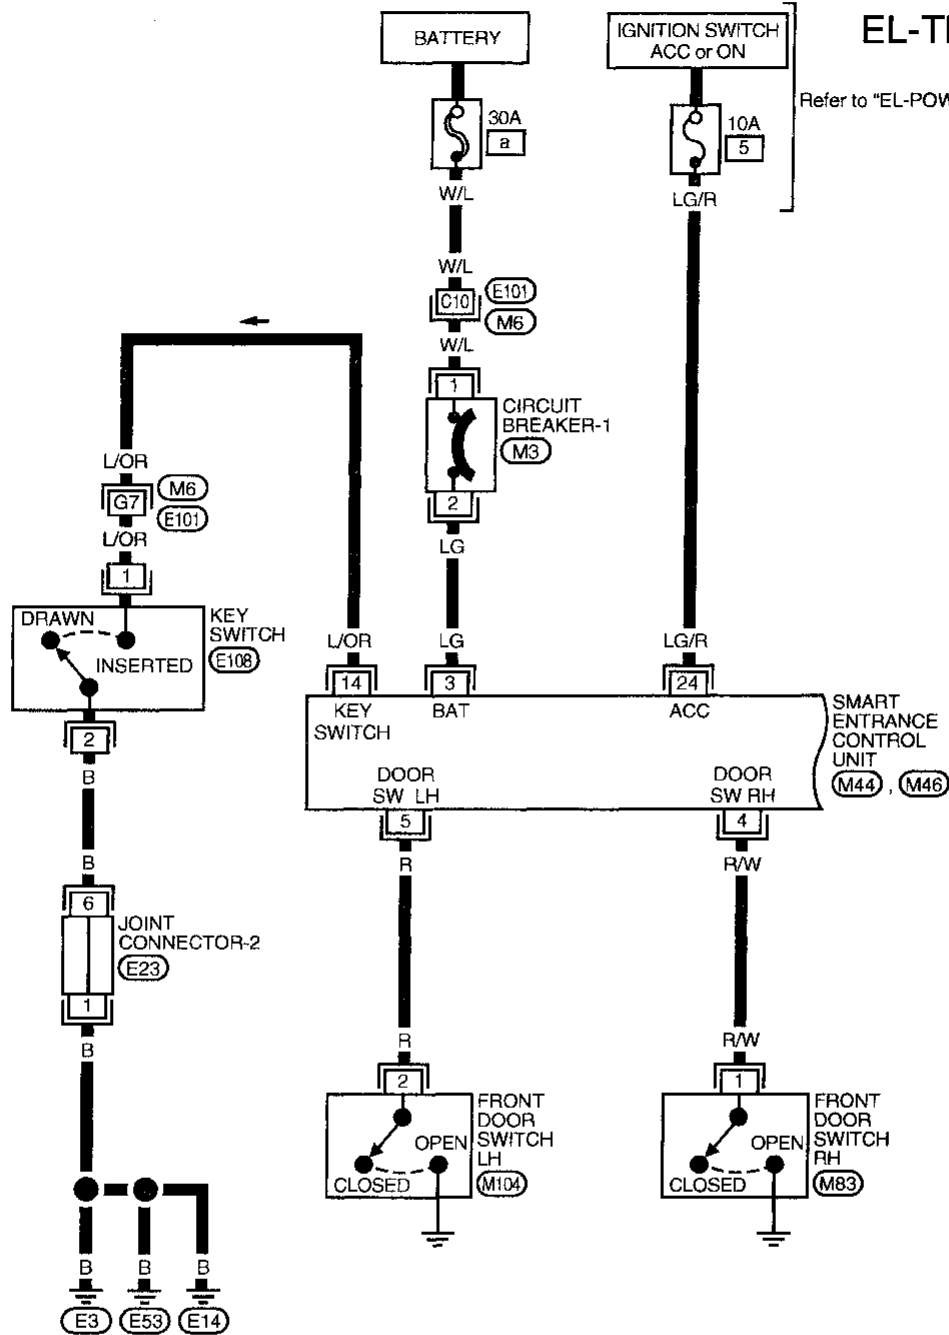 BATTERY
IGNITION SWITCH
ACC or ON
EL-T
Refer to "EL-POW
30A
a
10A
5
W/L
LG/R
W/L
C10
E101
M6
W/L
1
CIRCUIT
BREAKER-1
M3
2
LG
L/OR
G7
M6
E101
L/OR
1
DRAWN
INSERTED
KEY
SWITCH
E108
2
B
B
6
JOINT
CONNECTOR-2
E23
1
B
B
B
B
E3
E53
E14
L/OR
LG
LG/R
14
3
24
KEY
SWITCH
BAT
ACC
SMART
ENTRANCE
CONTROL
UNIT
M44 , M46
DOOR
SW LH
DOOR
SW RH
5
4
R
R/W
R
R/W
2
1
OPEN
CLOSED
FRONT
DOOR
SWITCH
LH
M104
OPEN
CLOSED
FRONT
DOOR
SWITCH
RH
M83